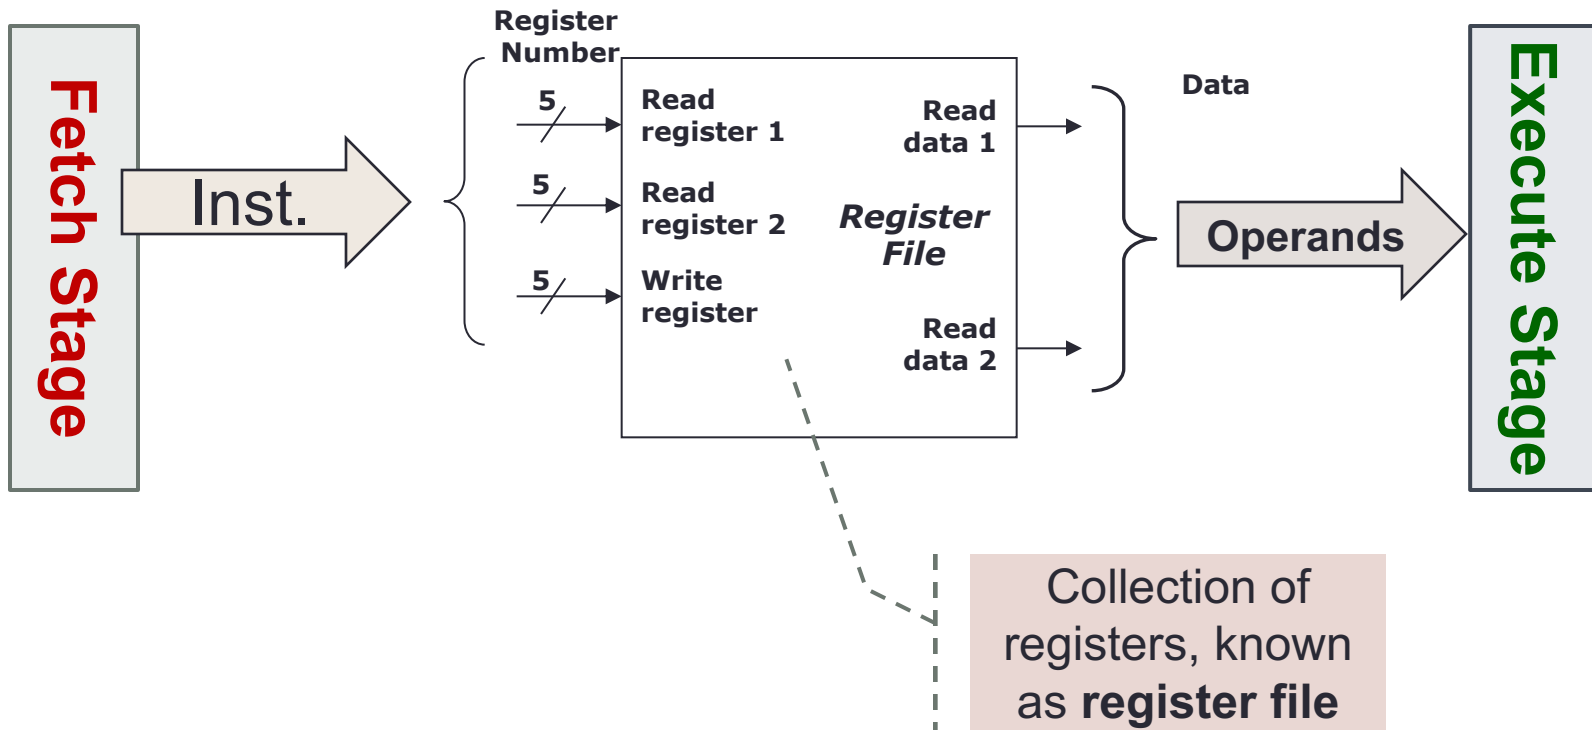 Fetch Stage
Inst.
Register
Number
5
Read
register 1
5
Read
register 2
5
Write
register
Register
File
Read
data 1
Read
data 2
Data
Operands
Execute Stage
Collection of
registers, known
as register file